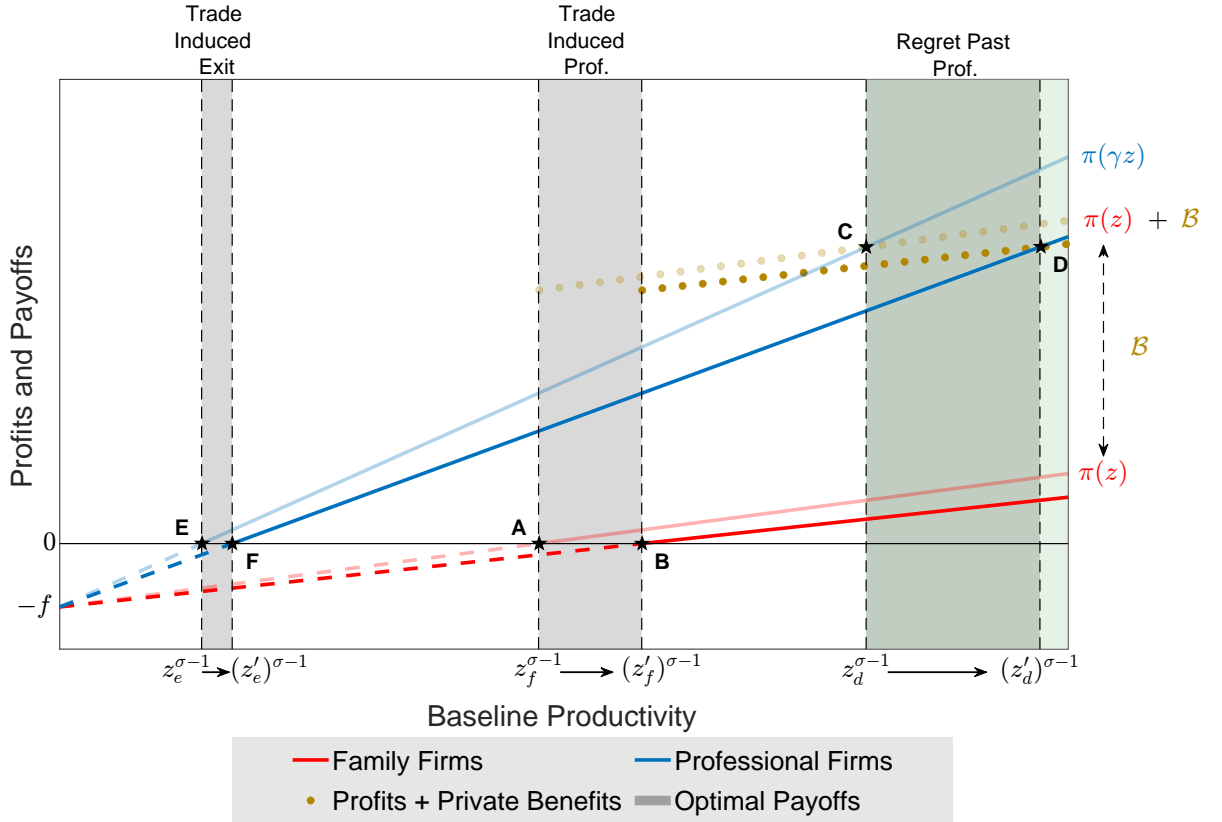 Trade
Induced
Exit
Trade
Induced
Prof.
Regret Past
Prof.
Profits and Payoffs
π(γz)
π(z) + ℬ
ℬ
π(z)
C
D
E
F
A
B
0
−f
z_e^{σ−1} → (z'_e)^{σ−1}
z_f^{σ−1} → (z'_f)^{σ−1}
z_d^{σ−1} → (z'_d)^{σ−1}
Baseline Productivity
Family Firms
Professional Firms
Profits + Private Benefits
Optimal Payoffs